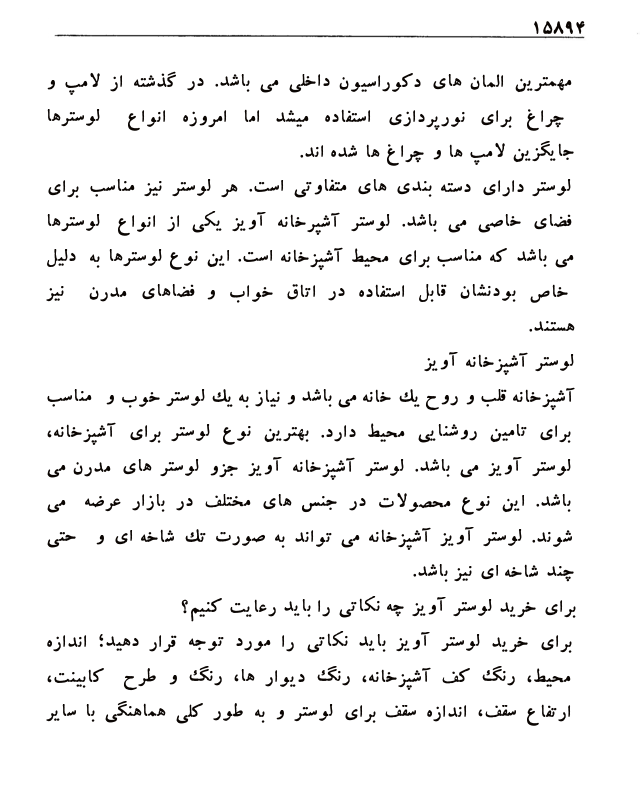 ۱۵۸۹۴
مهمترین المان های دکوراسیون داخلی می باشد. در گذشته از لامپ و
چراغ برای نورپردازی استفاده میشد اما امروزه انواع لوسترها
جایگزین لامپ ها و چراغ ها شده اند.
لوستر دارای دسته بندی های متفاوتی است. هر لوستر نیز مناسب برای
فضای خاصی می باشد. لوستر آشپرخانه آویز یکی از انواع لوسترها
می باشد که مناسب برای محیط آشپزخانه است. این نوع لوسترها به دلیل
خاص بودنشان قابل استفاده در اتاق خواب و فضاهای مدرن نیز
هستند.
لوستر آشپزخانه آویز
آشپزخانه قلب و روح یک خانه می باشد و نیاز به یک لوستر خوب و مناسب
برای تامین روشنایی محیط دارد. بهترین نوع لوستر برای آشپزخانه،
لوستر آویز می باشد. لوستر آشپزخانه آویز جزو لوستر های مدرن می
باشد. این نوع محصولات در جنس های مختلف در بازار عرضه می
شوند. لوستر آویز آشپزخانه می تواند به صورت تک شاخه ای و حتی
چند شاخه ای نیز باشد.
برای خرید لوستر آویز چه نکاتی را باید رعایت کنیم؟
برای خرید لوستر آویز باید نکاتی را مورد توجه قرار دهید؛ اندازه
محیط، رنگ کف آشپزخانه، رنگ دیوار ها، رنگ و طرح کابینت،
ارتفاع سقف، اندازه سقف برای لوستر و به طور کلی هماهنگی با سایر